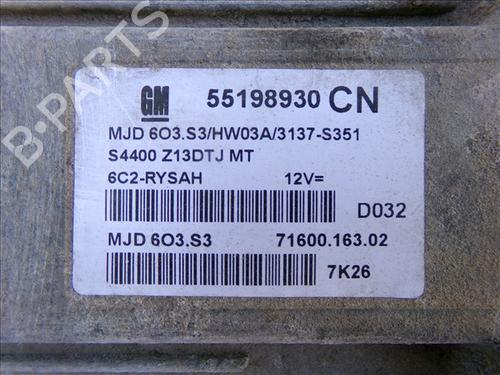 B-PARTS
GM 55198930 CN
MJD 6O3.S3/HW03A/3137-S351
S4400 Z13DTJ MT
6C2-RYSAH 12V=
D032
MJD 6O3.S3 71600.163.02
7K26